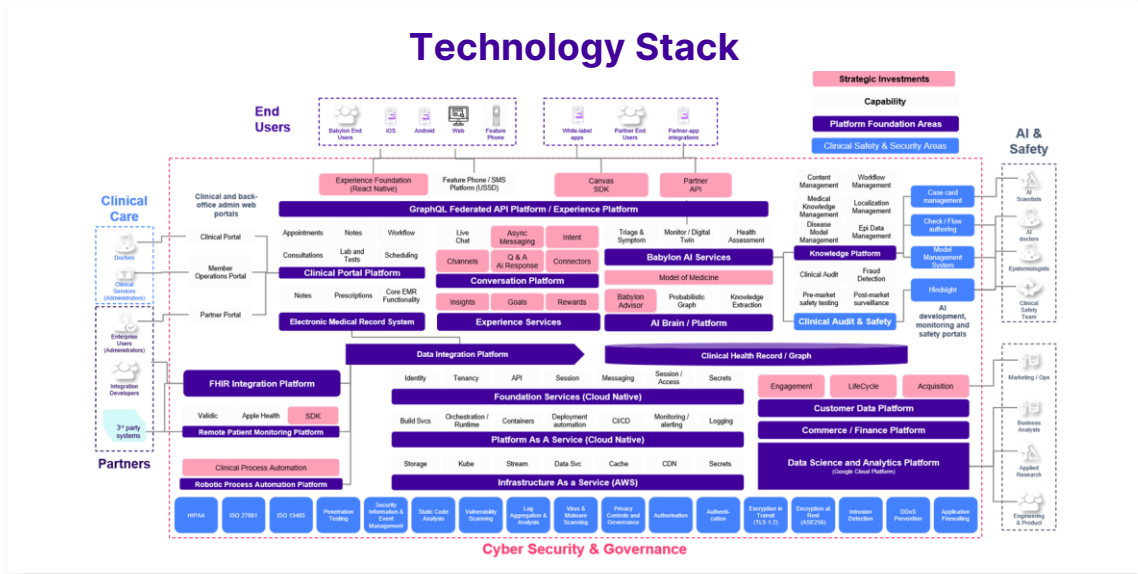 Technology Stack
Strategic Investments
Capability
Platform Foundation Areas
Clinical Safety & Security Areas
End
Users
Babylon End
Users
iOS
Android
Web
Feature
Phone
White-label
apps
Partner End
Users
Partner-app
integrations
AI &
Safety
Clinical
Care
Doctors
Clinical
Services
(Administrators)
Enterprise
Users
(Administrators)
Integration
Developers
3rd party
systems
Partners
Clinical and back-
office admin web
portals
Clinical Portal
Member
Operations Portal
Partner Portal
Experience Foundation
(React Native)
Feature Phone / SMS
Platform (USSD)
Canvas
SDK
Partner
API
GraphQL Federated API Platform / Experience Platform
Appointments
Notes
Workflow
Consultations
Lab and
Tests
Scheduling
Clinical Portal Platform
Notes
Prescriptions
Core EMR
Functionality
Electronic Medical Record System
Live
Chat
Async
Messaging
Intent
Channels
Q & A
Ai Response
Connectors
Conversation Platform
Insights
Goals
Rewards
Experience Services
Triage &
Symptom
Monitor / Digital
Twin
Health
Assessment
Babylon AI Services
Model of Medicine
Babylon
Advisor
Probabilistic
Graph
Knowledge
Extraction
AI Brain / Platform
Content
Management
Workflow
Management
Medical
Knowledge
Management
Localization
Management
Disease
Model
Management
Epi Data
Management
Knowledge Platform
Clinical Audit
Fraud
Detection
Pre-market
safety testing
Post-market
surveillance
Clinical Audit & Safety
Case card
management
Check / Flow
authoring
Model
Management
System
Hindsight
AI
development,
monitoring and
safety portals
AI
Scientists
AI
doctors
Epidemiologists
Clinical
Safety
Team
Data Integration Platform
Clinical Health Record / Graph
FHIR Integration Platform
Validic
Apple Health
SDK
Remote Patient Monitoring Platform
Clinical Process Automation
Robotic Process Automation Platform
Identity
Tenancy
API
Session
Messaging
Session /
Access
Secrets
Foundation Services (Cloud Native)
Build Svcs
Orchestration /
Runtime
Containers
Deployment
automation
CI/CD
Monitoring /
alerting
Logging
Platform As A Service (Cloud Native)
Storage
Kube
Stream
Data Svc
Cache
CDN
Secrets
Infrastructure As a Service (AWS)
Engagement
LifeCycle
Acquisition
Customer Data Platform
Commerce / Finance Platform
Data Science and Analytics Platform
(Google Cloud Platform)
Marketing / Ops
Business
Analysts
Applied
Research
Engineering
& Product
HIPAA
ISO 27001
ISO 13485
Penetration
Testing
Security
Information &
Event
Management
Static Code
Analysis
Vulnerability
Scanning
Log
Aggregation &
Analysis
Virus &
Malware
Scanning
Privacy
Controls and
Governance
Authorisation
Authenti-
cation
Encryption in
Transit
(TLS 1.2)
Encryption at
Rest
(ASE256)
Intrusion
Detection
DDoS
Prevention
Application
Firewalling
Cyber Security & Governance